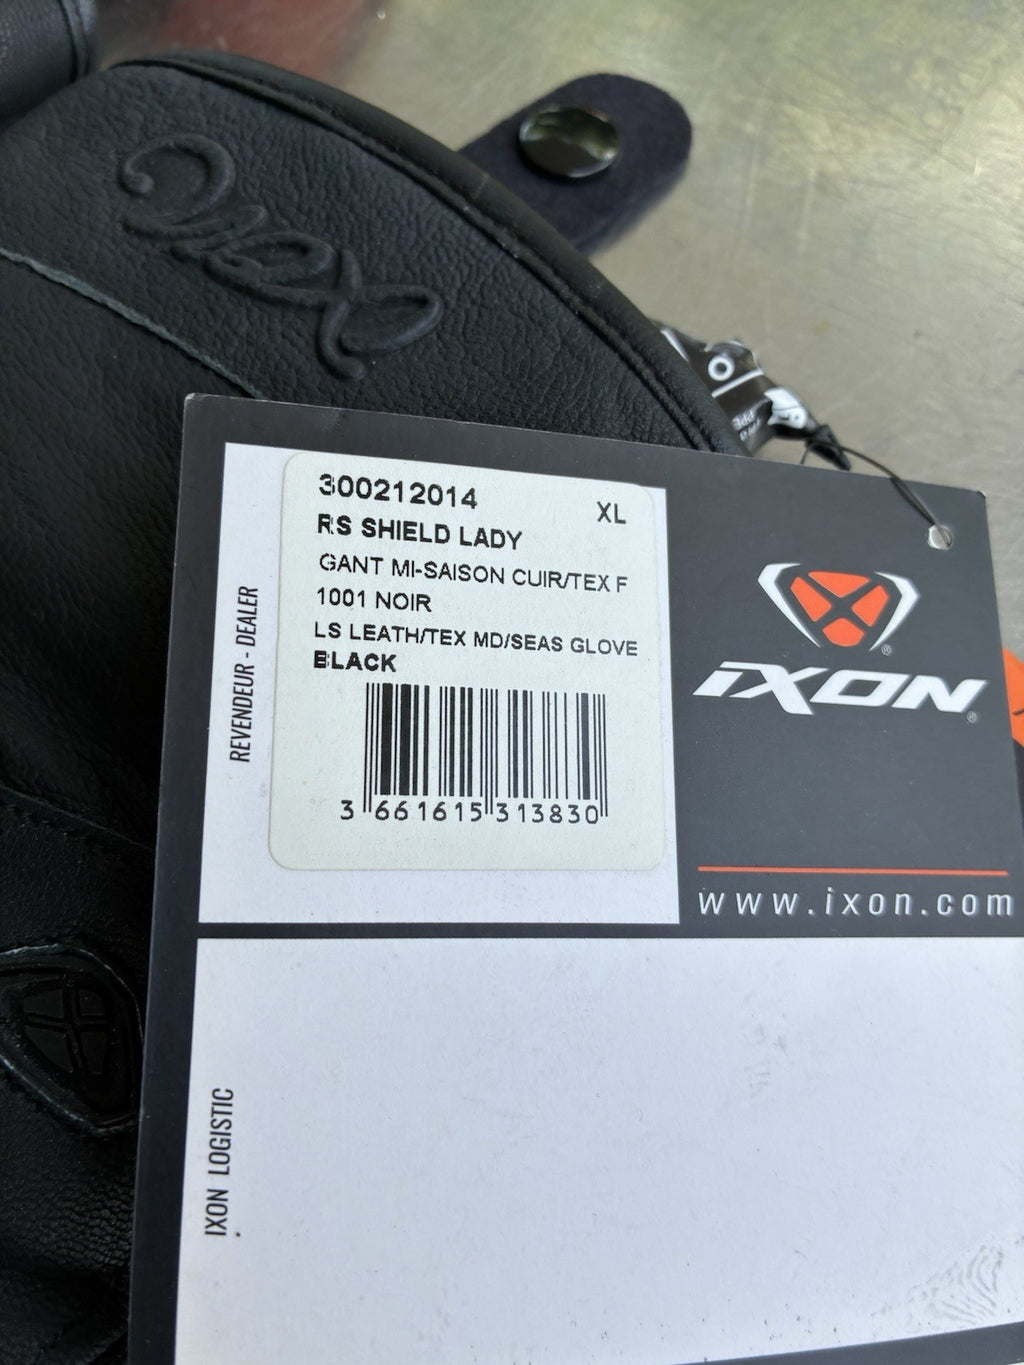 300212014
XL
RS SHIELD LADY
GANT MI-SAISON CUIR/TEX F
1001 NOIR
LS LEATH/TEX MD/SEAS GLOVE
BLACK
3 661615 313830
REVENDEUR - DEALER
iXON
www.ixon.com
IXON LOGISTIC